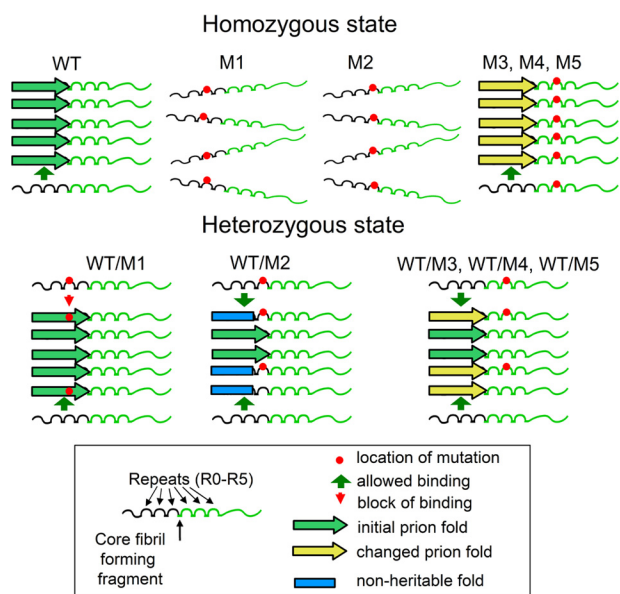 Homozygous state
WT
M1
M2
M3, M4, M5
Heterozygous state
WT/M1
WT/M2
WT/M3, WT/M4, WT/M5
Repeats (R0-R5)
Core fibril
forming
fragment
location of mutation
allowed binding
block of binding
initial prion fold
changed prion fold
non-heritable fold